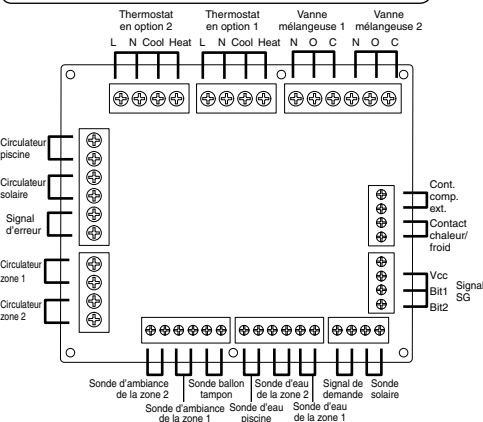 Thermostat
en option 2
Thermostat
en option 1
Vanne
mélangeuse 1
Vanne
mélangeuse 2
L N Cool Heat
L N Cool Heat
N O C
N O C
Circulateur
piscine
Circulateur
solaire
Signal
d'erreur
Circulateur
zone 1
Circulateur
zone 2
Cont.
comp.
ext.
Contact
chaleur/
froid
Vcc
Bit1
Bit2
Signal
SG
Sonde d'ambiance
de la zone 2
Sonde d'ambiance
de la zone 1
Sonde ballon
tampon
Sonde d'eau
piscine
Sonde d'eau
de la zone 2
Sonde d'eau
de la zone 1
Signal de
demande
Sonde
solaire